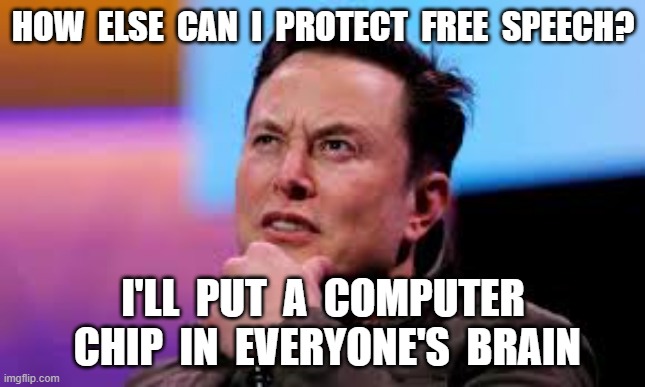 HOW ELSE CAN I PROTECT FREE SPEECH?
I'LL PUT A COMPUTER
CHIP IN EVERYONE'S BRAIN
imgflip.com